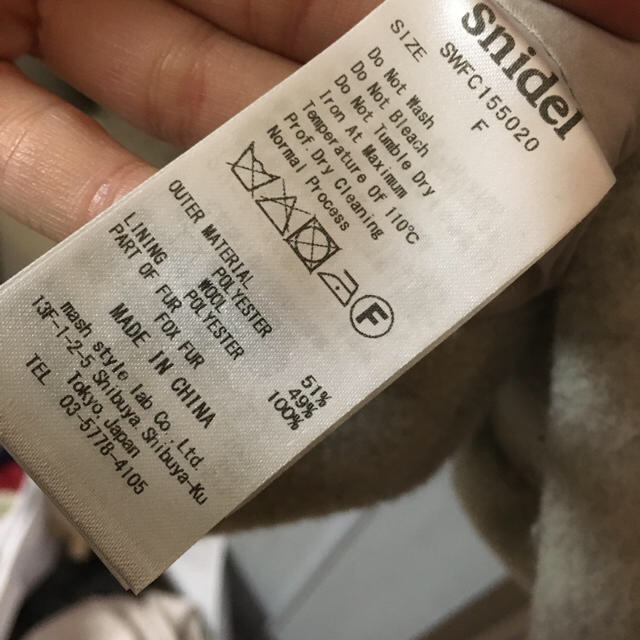 snidel
SWFC155020
SIZE F
Do Not Wash
Do Not Bleach
Do Not Tumble Dry
Iron At Maximum
Temperature Of 110℃
Prof.Dry Cleaning
Normal Process
F
OUTER MATERIAL
POLYESTER 51%
WOOL 49%
LINING POLYESTER 100%
PART OF FUR FOX FUR
MADE IN CHINA
mash style lab Co.,Ltd.
13F-1-2-5 Shibuya Shibuya-Ku
Tokyo,Japan
TEL 03-5778-4105